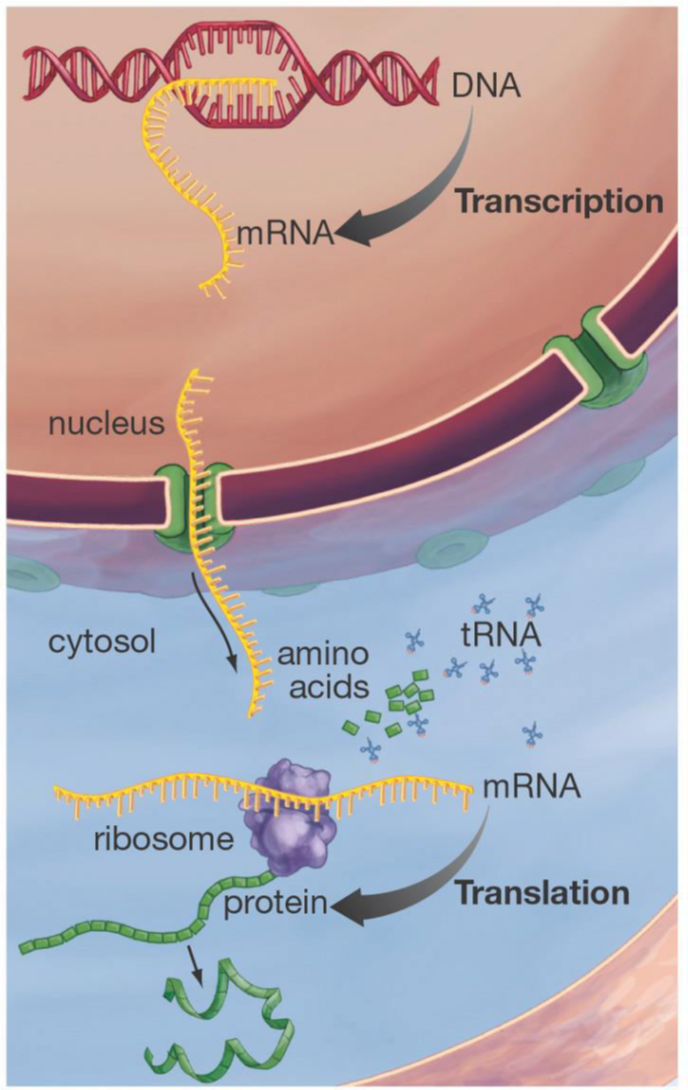 DNA
Transcription
mRNA
nucleus
cytosol
tRNA
amino
acids
mRNA
ribosome
Translation
protein